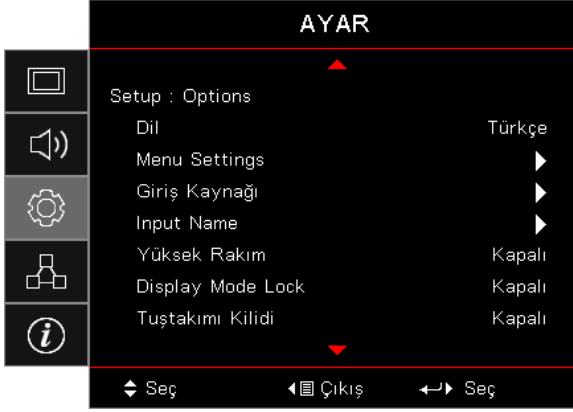 AYAR
Setup : Options
Dil Türkçe
Menu Settings
Giriş Kaynağı
Input Name
Yüksek Rakım Kapalı
Display Mode Lock Kapalı
Tuştakımı Kilidi Kapalı
Seç Çıkış Seç